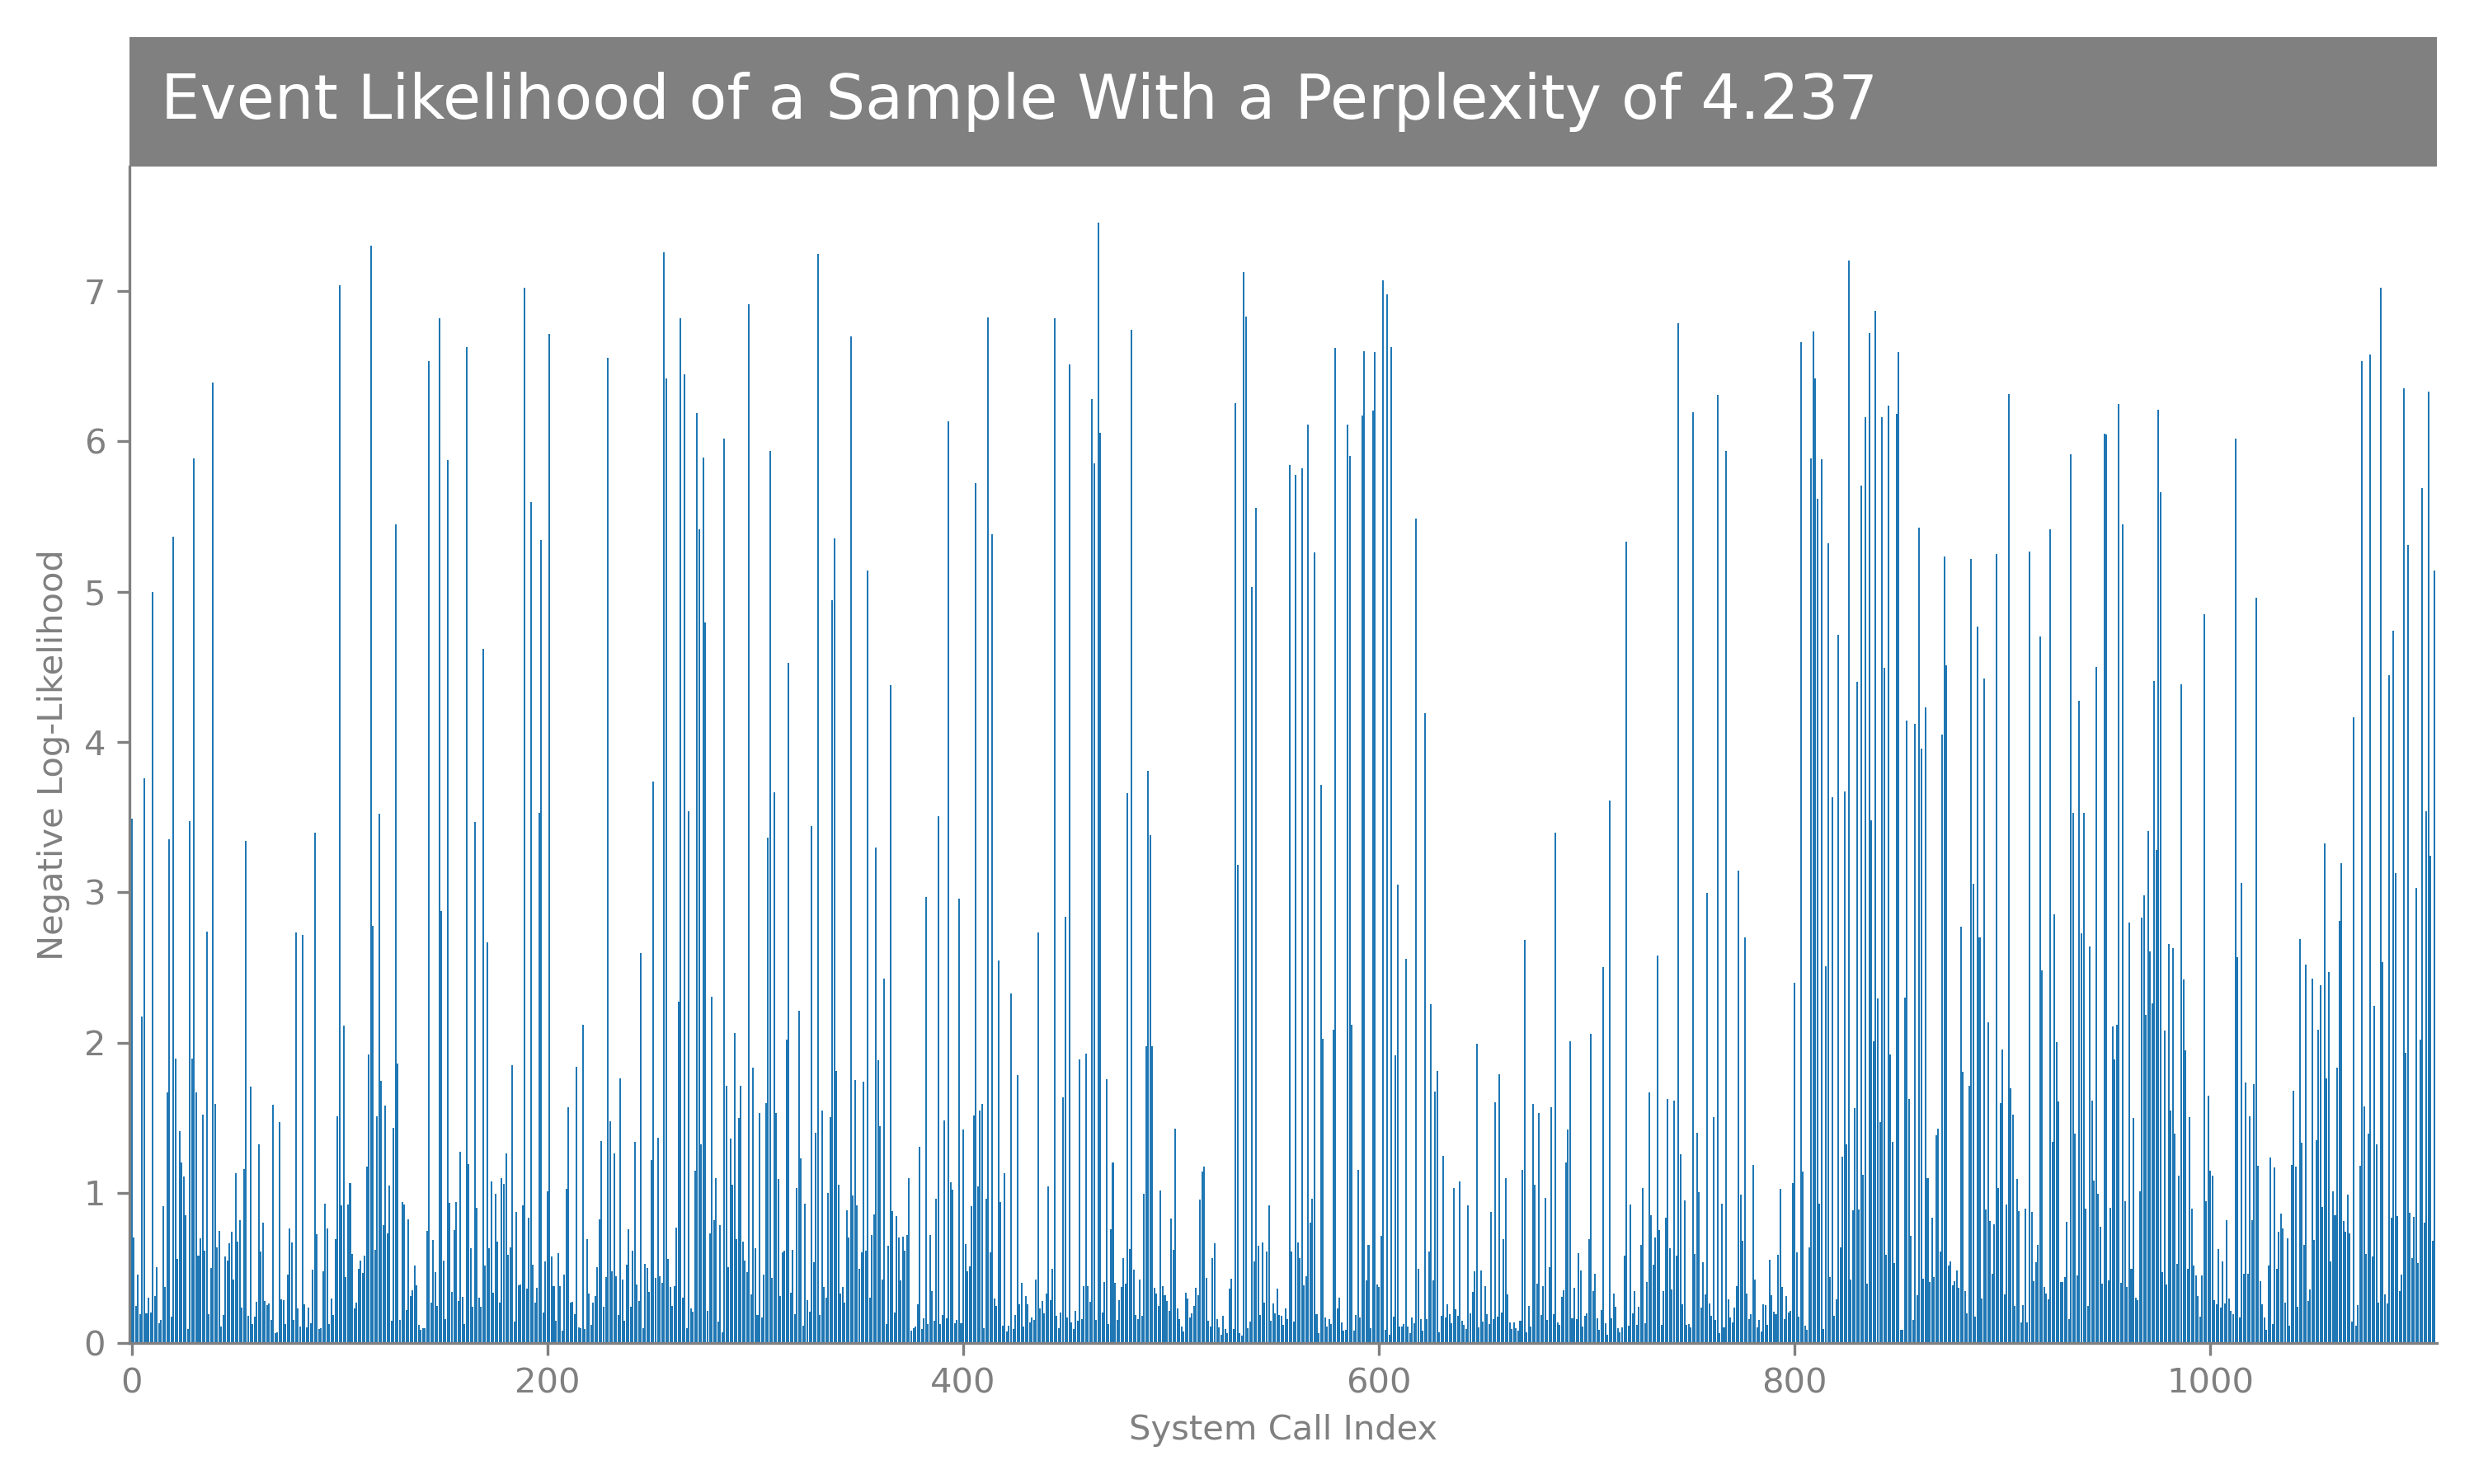 Event Likelihood of a Sample With a Perplexity of 4.237
7
6
5
4
3
2
1
0
Negative Log-Likelihood
0 200 400 600 800 1000
System Call Index